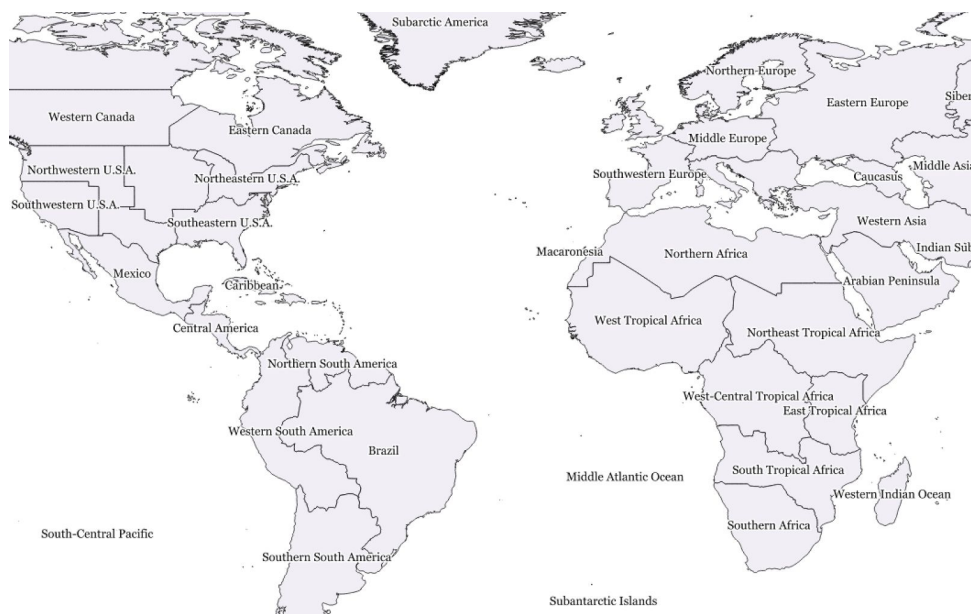 Subarctic America
Northern Europe
Siber
Eastern Europe
Western Canada
Eastern Canada
Middle Europe
Northwestern U.S.A.
Northeastern U.S.A.
Southwestern Europe
Caucasus
Middle Asia
Southwestern U.S.A.
Southeastern U.S.A.
Western Asia
Mexico
Macaronesia
Northern Africa
Indian Sub
Caribbean
Arabian Peninsula
Central America
West Tropical Africa
Northeast Tropical Africa
Northern South America
West-Central Tropical Africa
East Tropical Africa
Western South America
Brazil
Middle Atlantic Ocean
South Tropical Africa
Western Indian Ocean
South-Central Pacific
Southern Africa
Southern South America
Subantarctic Islands